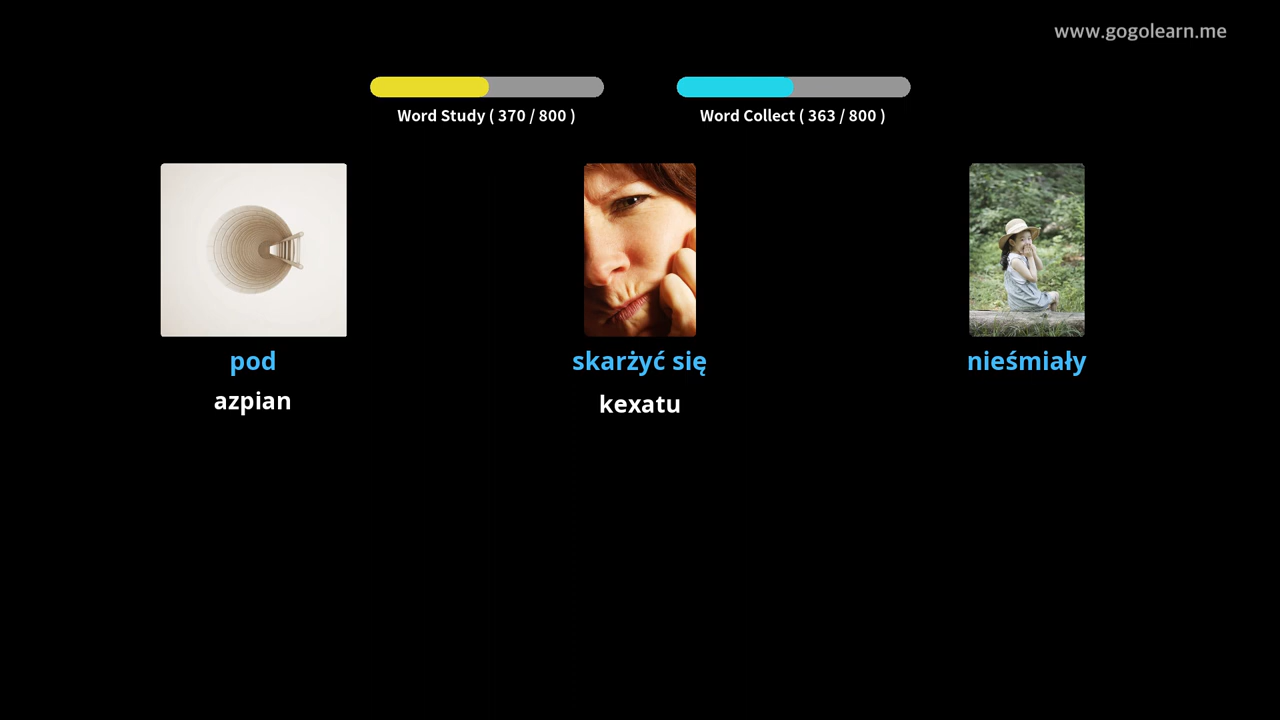 www.gogolearn.me
Word Study ( 370 / 800 )
Word Collect ( 363 / 800 )
pod
skarżyć się
nieśmiały
azpian
kexatu